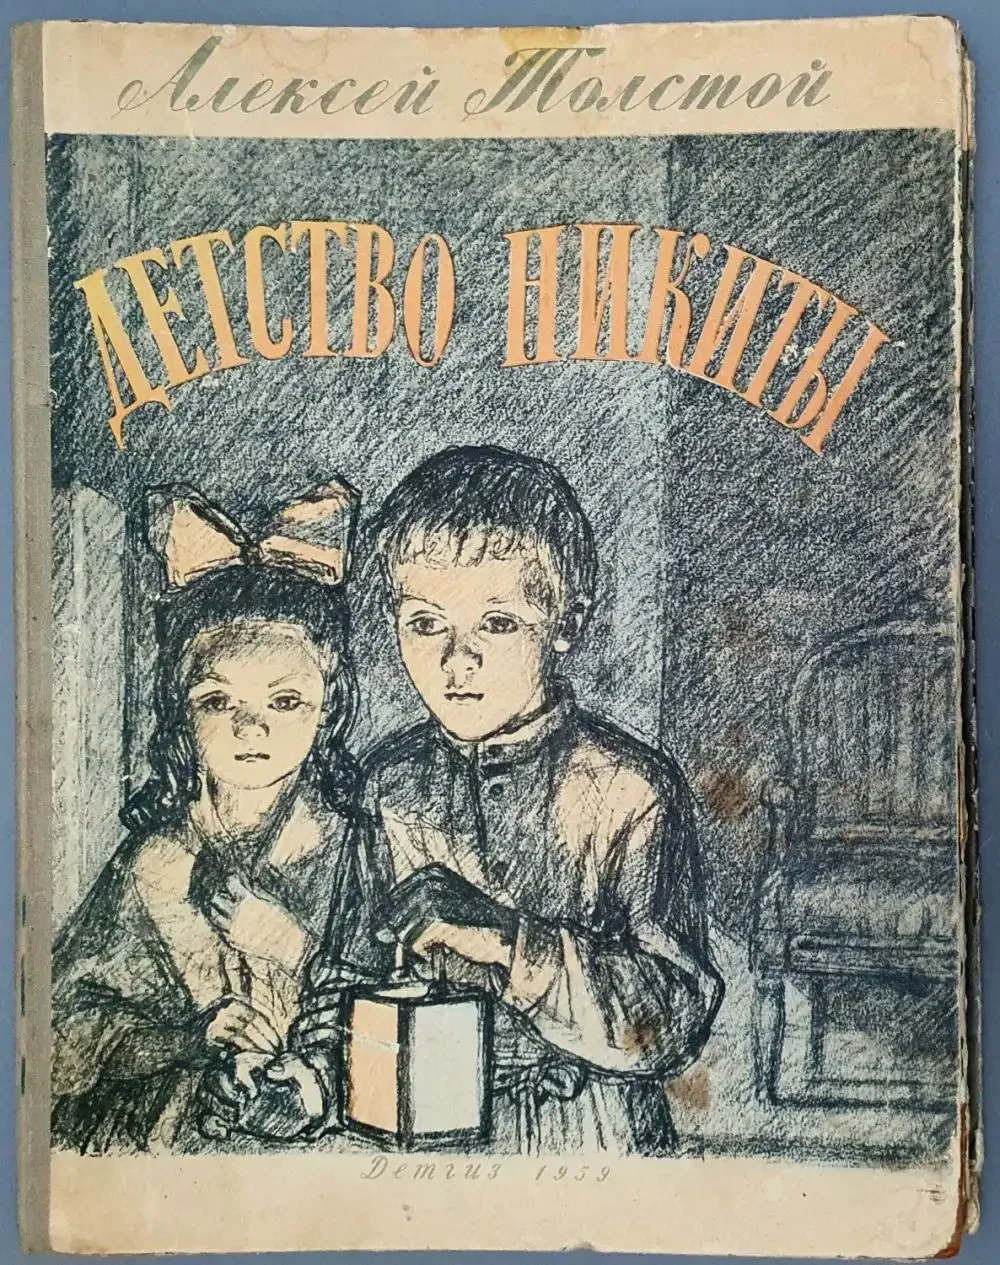 Алексей Толстой
ДЕТСТВО НИКИТЫ
Детгиз 1959